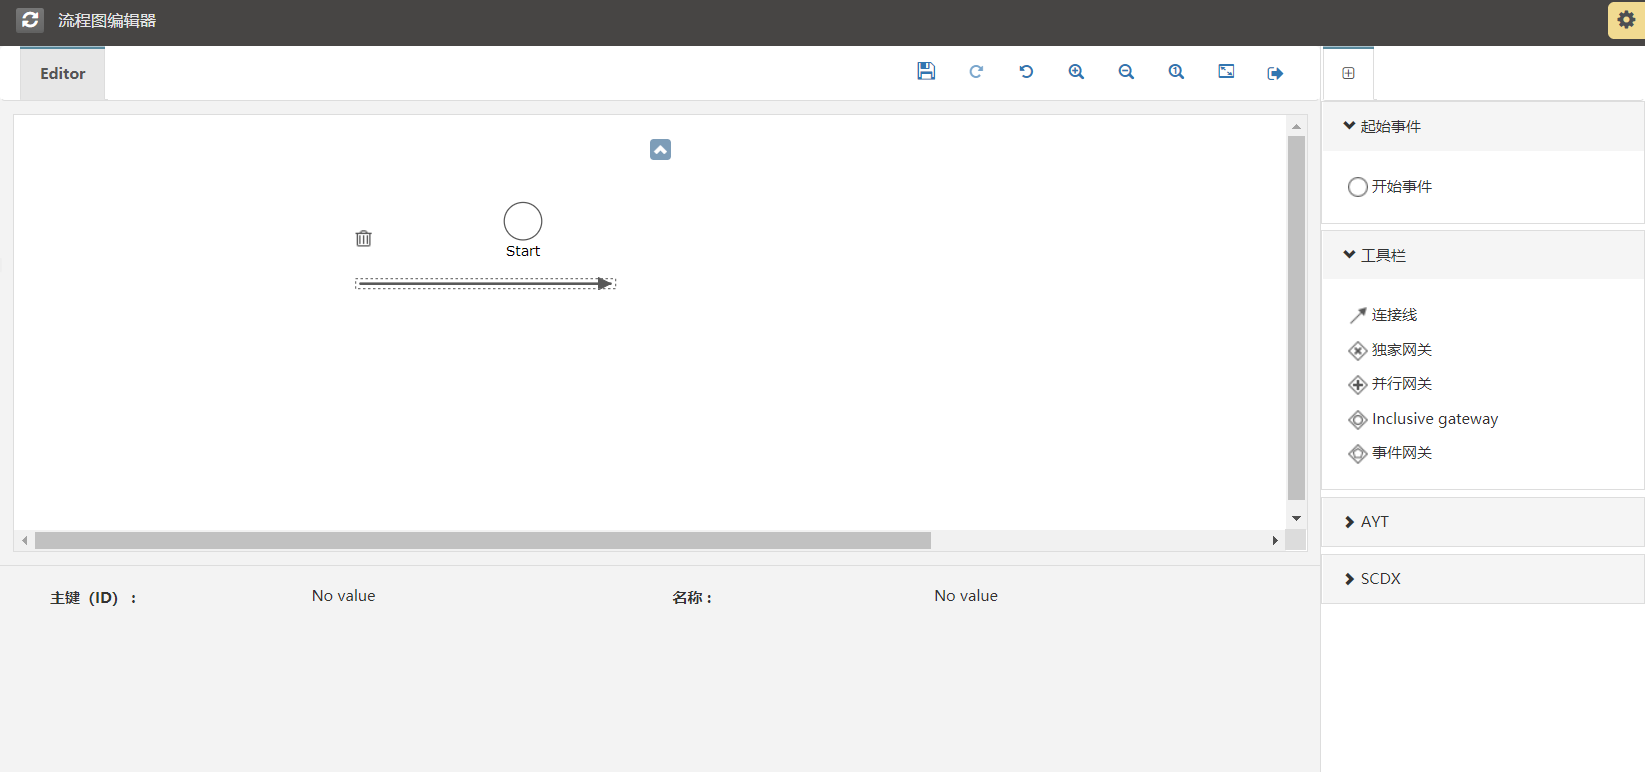 流程图编辑器
Editor
Start
主键（ID）：
No value
名称 :
No value
起始事件
开始事件
工具栏
连接线
独家网关
并行网关
Inclusive gateway
事件网关
AYT
SCDX